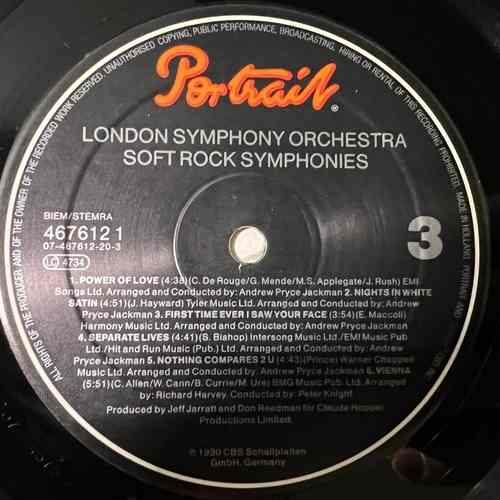 ALL RIGHTS OF THE PRODUCER AND OF THE OWNER OF THE RECORDED WORK RESERVED. UNAUTHORISED COPYING, PUBLIC PERFORMANCE, BROADCASTING, HIRING OR RENTAL OF THIS RECORDING PROHIBITED. MADE IN HOLLAND.
Portrait®
LONDON SYMPHONY ORCHESTRA
SOFT ROCK SYMPHONIES
BIEM/STEMRA
467612 1
07-467612-20-3
LC 4734
3
1. POWER OF LOVE (4:38)(C. De Rouge/G. Mende/M.S. Applegate/J. Rush) EMI
Songs Ltd. Arranged and Conducted by: Andrew Pryce Jackman 2. NIGHTS IN WHITE
SATIN (4:51)(J. Hayward) Tyler Music Ltd. Arranged and Conducted by: Andrew
Pryce Jackman 3. FIRST TIME EVER I SAW YOUR FACE (3:54)(E. Maccoli)
Harmony Music Ltd. Arranged and Conducted by: Andrew Pryce Jackman
4. SEPARATE LIVES (4:41)(S. Bishop) Intersong Music Ltd./EMI Music Pub
Ltd./Hit and Run Music (Pub.) Ltd. Arranged and Conducted by: Andrew
Pryce Jackman 5. NOTHING COMPARES 2 U (4:43)(Prince) Warner Chappell
Music Ltd. Arranged and Conducted by: Andrew Pryce Jackman 6. VIENNA
(5:51)(C. Allen/W. Cann/B. Currie/M. Ure) BMG Music Pub. Ltd. Arranged by:
Richard Harvey, Conducted by: Peter Knight
Produced by Jeff Jarratt and Don Reedman for Claude Hopper
Productions Limited.
℗ 1990 CBS Schallplatten
GmbH, Germany